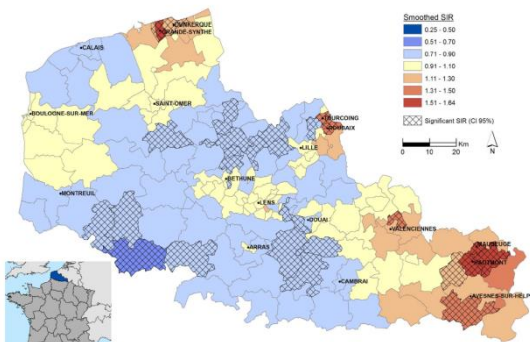 Smoothed SIR
0.25 - 0.50
0.51 - 0.70
0.71 - 0.90
0.91 - 1.10
1.11 - 1.30
1.31 - 1.50
1.51 - 1.64
Significant SIR (CI 95%)
0 10 20 Km
N
DUNKERQUE
GRANDE-SYNTHE
CALAIS
SAINT-OMER
BOULOGNE-SUR-MER
TOURCOING
ROUBAIX
LILLE
BETHUNE
MONTREUIL
LENS
DOUAI
VALENCIENNES
ARRAS
MAUBEUGE
HAUTMONT
CAMBRAI
AVESNES-SUR-HELP